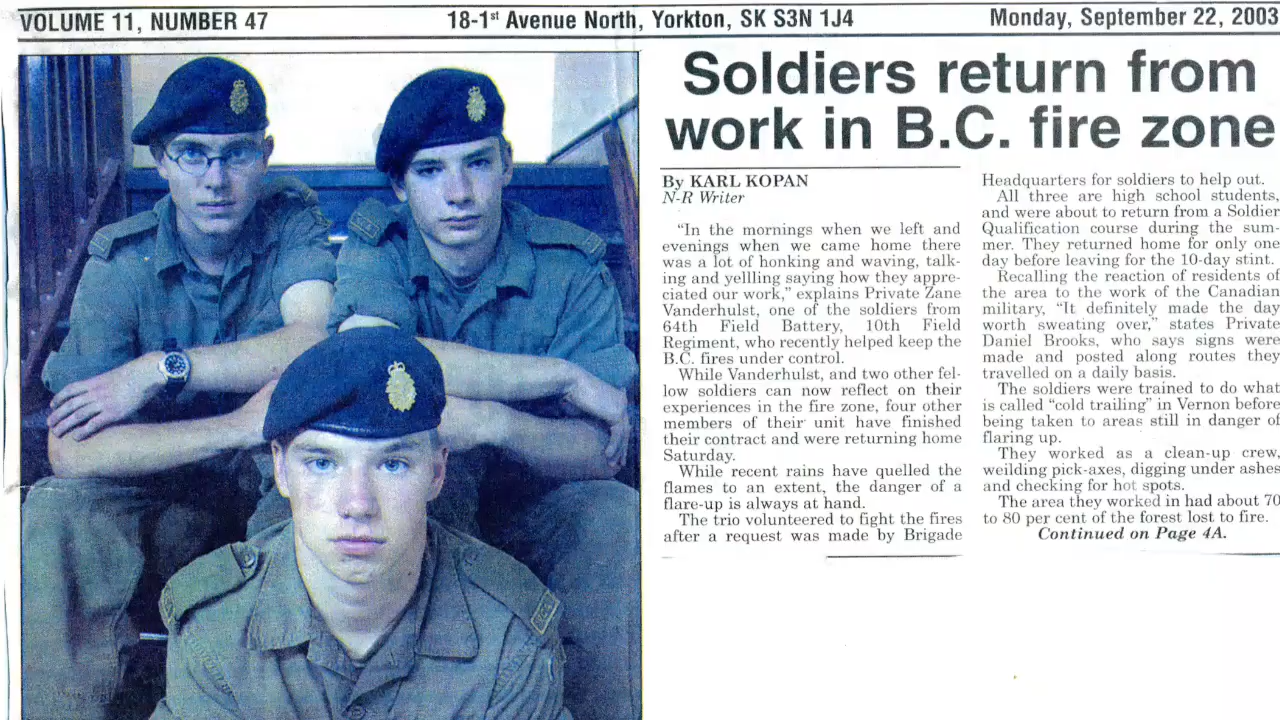 VOLUME 11, NUMBER 47
18-1st Avenue North, Yorkton, SK S3N 1J4
Monday, September 22, 2003
Soldiers return from
work in B.C. fire zone
By KARL KOPAN
N-R Writer
“In the mornings when we left and
evenings when we came home there
was a lot of honking and waving, talk-
ing and yellling saying how they appre-
ciated our work,” explains Private Zane
Vanderhulst, one of the soldiers from
64th Field Battery, 10th Field
Regiment, who recently helped keep the
B.C. fires under control.
While Vanderhulst, and two other fel-
low soldiers can now reflect on their
experiences in the fire zone, four other
members of their unit have finished
their contract and were returning home
Saturday.
While recent rains have quelled the
flames to an extent, the danger of a
flare-up is always at hand.
The trio volunteered to fight the fires
after a request was made by Brigade
Headquarters for soldiers to help out.
All three are high school students,
and were about to return from a Soldier
Qualification course during the sum-
mer. They returned home for only one
day before leaving for the 10-day stint.
Recalling the reaction of residents of
the area to the work of the Canadian
military, “It definitely made the day
worth sweating over,” states Private
Daniel Brooks, who says signs were
made and posted along routes they
travelled on a daily basis.
The soldiers were trained to do what
is called “cold trailing” in Vernon before
being taken to areas still in danger of
flaring up.
They worked as a clean-up crew,
weilding pick-axes, digging under ashes
and checking for hot spots.
The area they worked in had about 70
to 80 per cent of the forest lost to fire.
Continued on Page 4A.